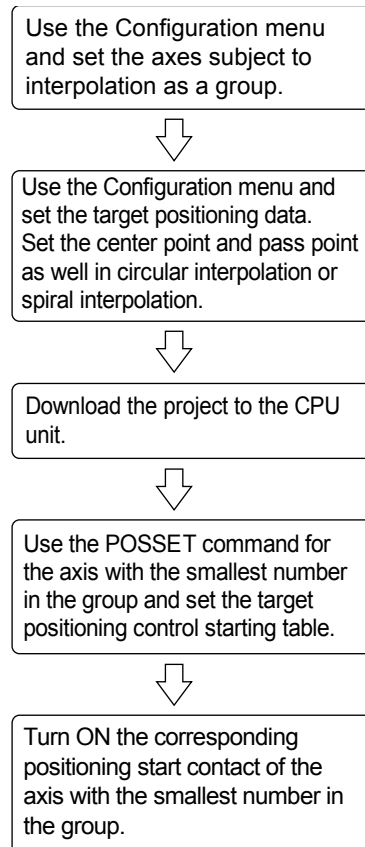 Use the Configuration menu
and set the axes subject to
interpolation as a group.
Use the Configuration menu and
set the target positioning data.
Set the center point and pass point
as well in circular interpolation or
spiral interpolation.
Download the project to the CPU
unit.
Use the POSSET command for
the axis with the smallest number
in the group and set the target
positioning control starting table.
Turn ON the corresponding
positioning start contact of the
axis with the smallest number in
the group.